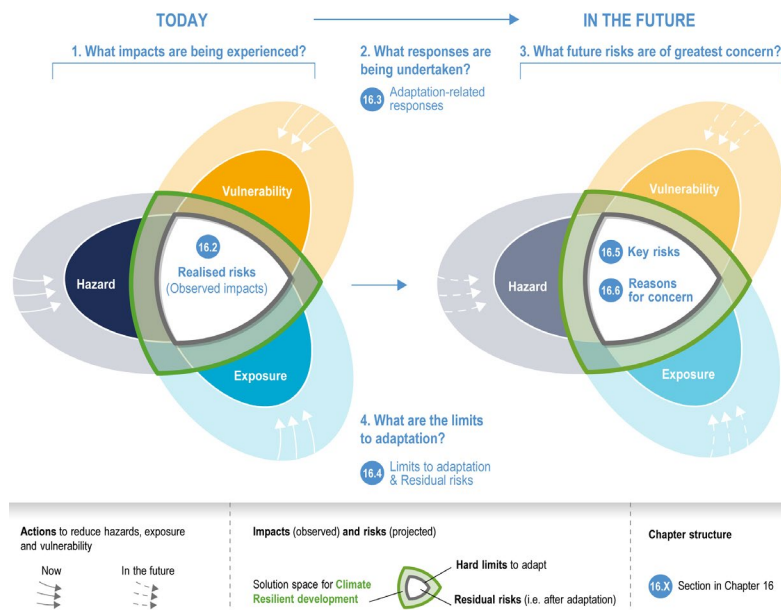 TODAY
IN THE FUTURE
1. What impacts are being experienced?
2. What responses are
being undertaken?
16.3 Adaptation-related
responses
3. What future risks are of greatest concern?
Vulnerability
Hazard
16.2
Realised risks
(Observed impacts)
Exposure
Vulnerability
Hazard
16.5 Key risks
16.6 Reasons
for concern
Exposure
4. What are the limits
to adaptation?
16.4 Limits to adaptation
& Residual risks
Actions to reduce hazards, exposure
and vulnerability
Now
In the future
Impacts (observed) and risks (projected)
Solution space for Climate
Resilient development
Hard limits to adapt
Residual risks (i.e. after adaptation)
Chapter structure
16.X Section in Chapter 16